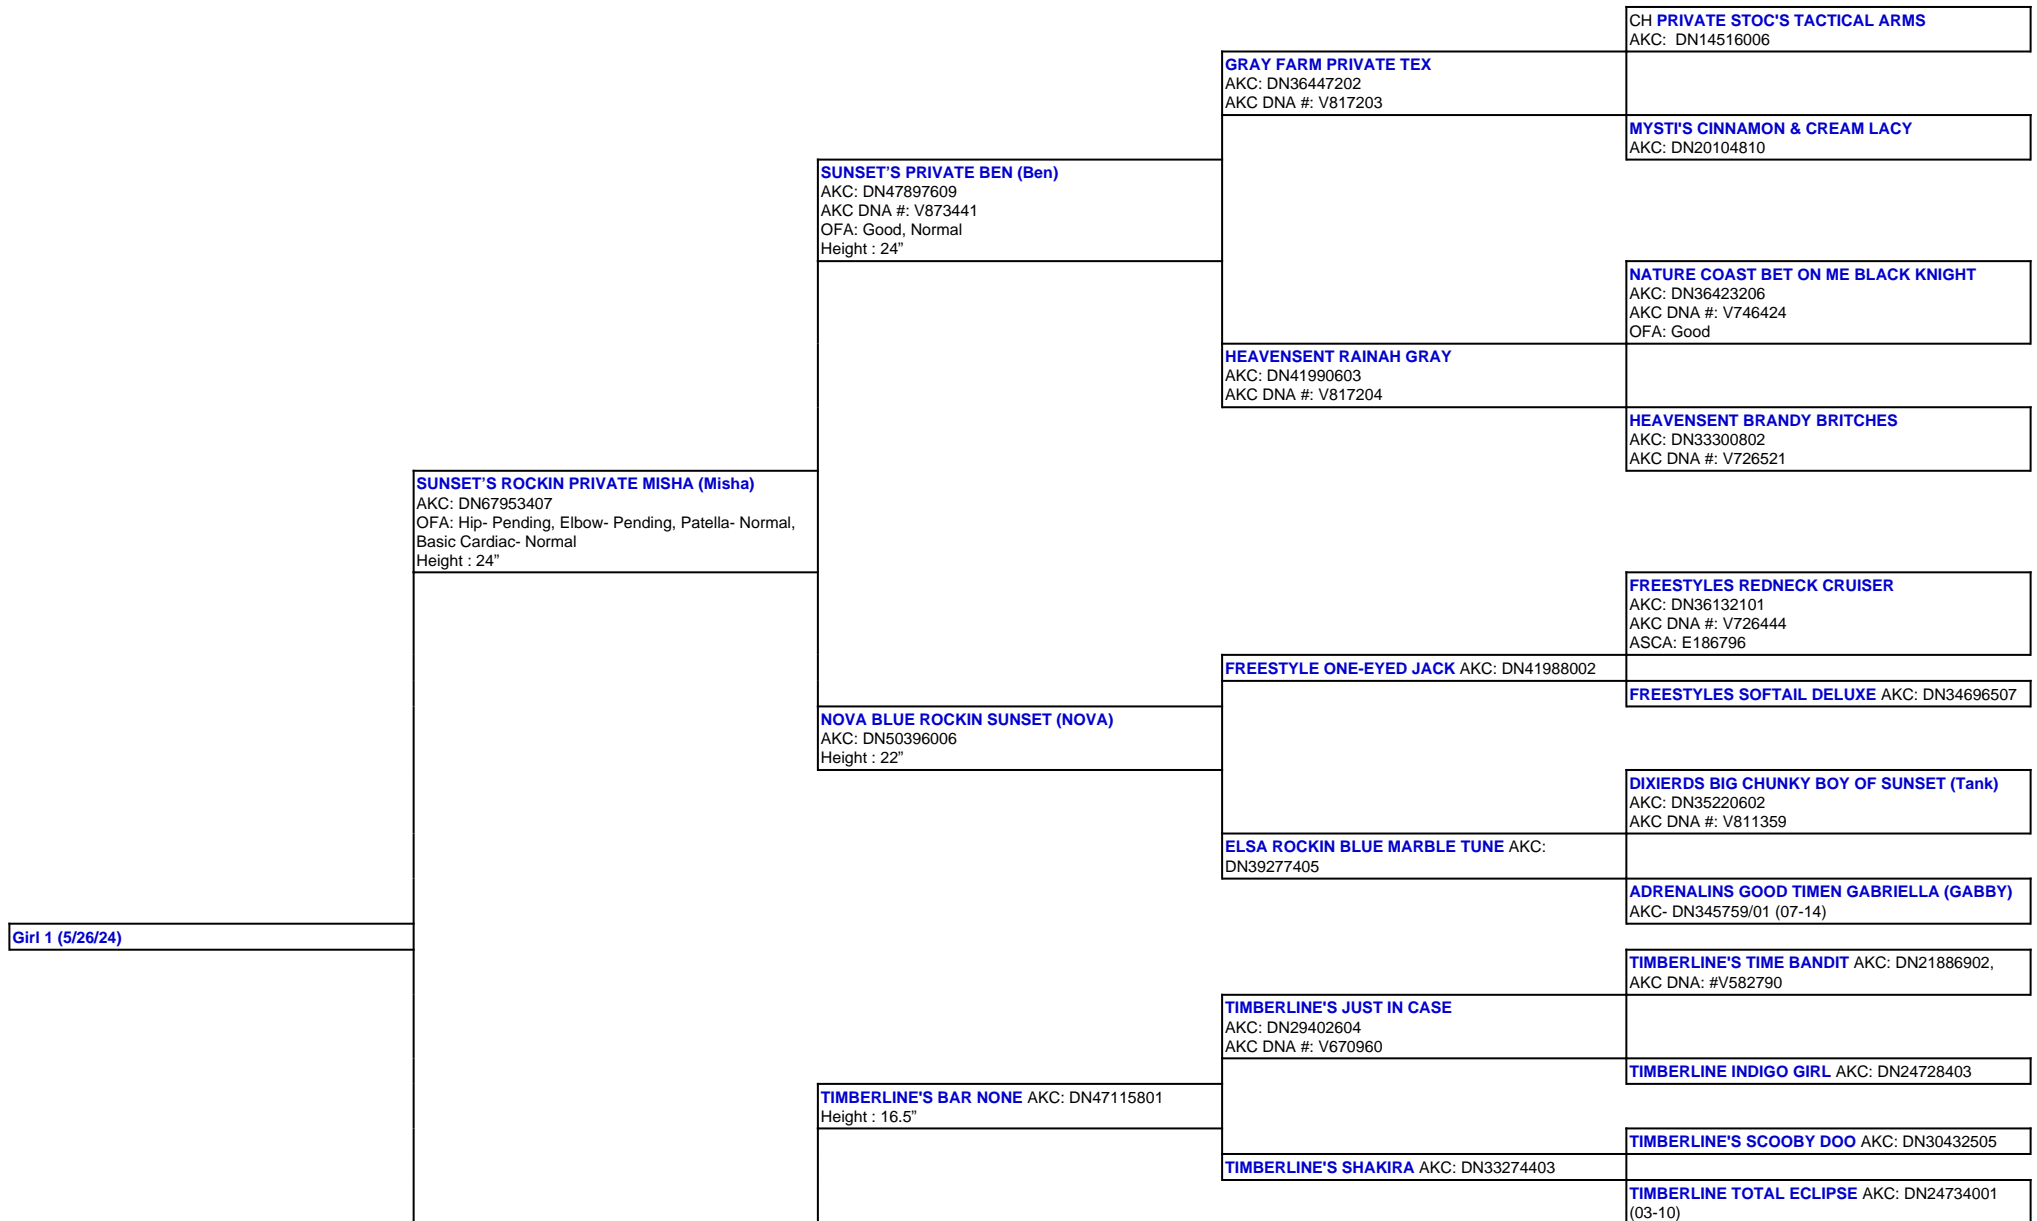 CH PRIVATE STOC'S TACTICAL ARMS
AKC:  DN14516006
GRAY FARM PRIVATE TEX
AKC: DN36447202
AKC DNA #: V817203
MYSTI'S CINNAMON & CREAM LACY
AKC: DN20104810
SUNSET’S PRIVATE BEN (Ben)
AKC: DN47897609
AKC DNA #: V873441
OFA: Good, Normal
Height : 24”
NATURE COAST BET ON ME BLACK KNIGHT
AKC: DN36423206
AKC DNA #: V746424
OFA: Good
HEAVENSENT RAINAH GRAY
AKC: DN41990603
AKC DNA #: V817204
HEAVENSENT BRANDY BRITCHES
AKC: DN33300802
AKC DNA #: V726521
SUNSET’S ROCKIN PRIVATE MISHA (Misha)
AKC: DN67953407
OFA: Hip- Pending, Elbow- Pending, Patella- Normal,
Basic Cardiac- Normal
Height : 24”
FREESTYLES REDNECK CRUISER
AKC: DN36132101
AKC DNA #: V726444
ASCA: E186796
FREESTYLE ONE-EYED JACK AKC: DN41988002
FREESTYLES SOFTAIL DELUXE AKC: DN34696507
NOVA BLUE ROCKIN SUNSET (NOVA)
AKC: DN50396006
Height : 22”
DIXIERDS BIG CHUNKY BOY OF SUNSET (Tank)
AKC: DN35220602
AKC DNA #: V811359
ELSA ROCKIN BLUE MARBLE TUNE AKC:
DN39277405
ADRENALINS GOOD TIMEN GABRIELLA (GABBY)
AKC- DN345759/01 (07-14)
Girl 1 (5/26/24)
TIMBERLINE'S TIME BANDIT AKC: DN21886902,
AKC DNA: #V582790
TIMBERLINE'S JUST IN CASE
AKC: DN29402604
AKC DNA #: V670960
TIMBERLINE INDIGO GIRL AKC: DN24728403
TIMBERLINE'S BAR NONE AKC: DN47115801
Height : 16.5”
TIMBERLINE'S SCOOBY DOO AKC: DN30432505
TIMBERLINE'S SHAKIRA AKC: DN33274403
TIMBERLINE TOTAL ECLIPSE AKC: DN24734001
(03-10)